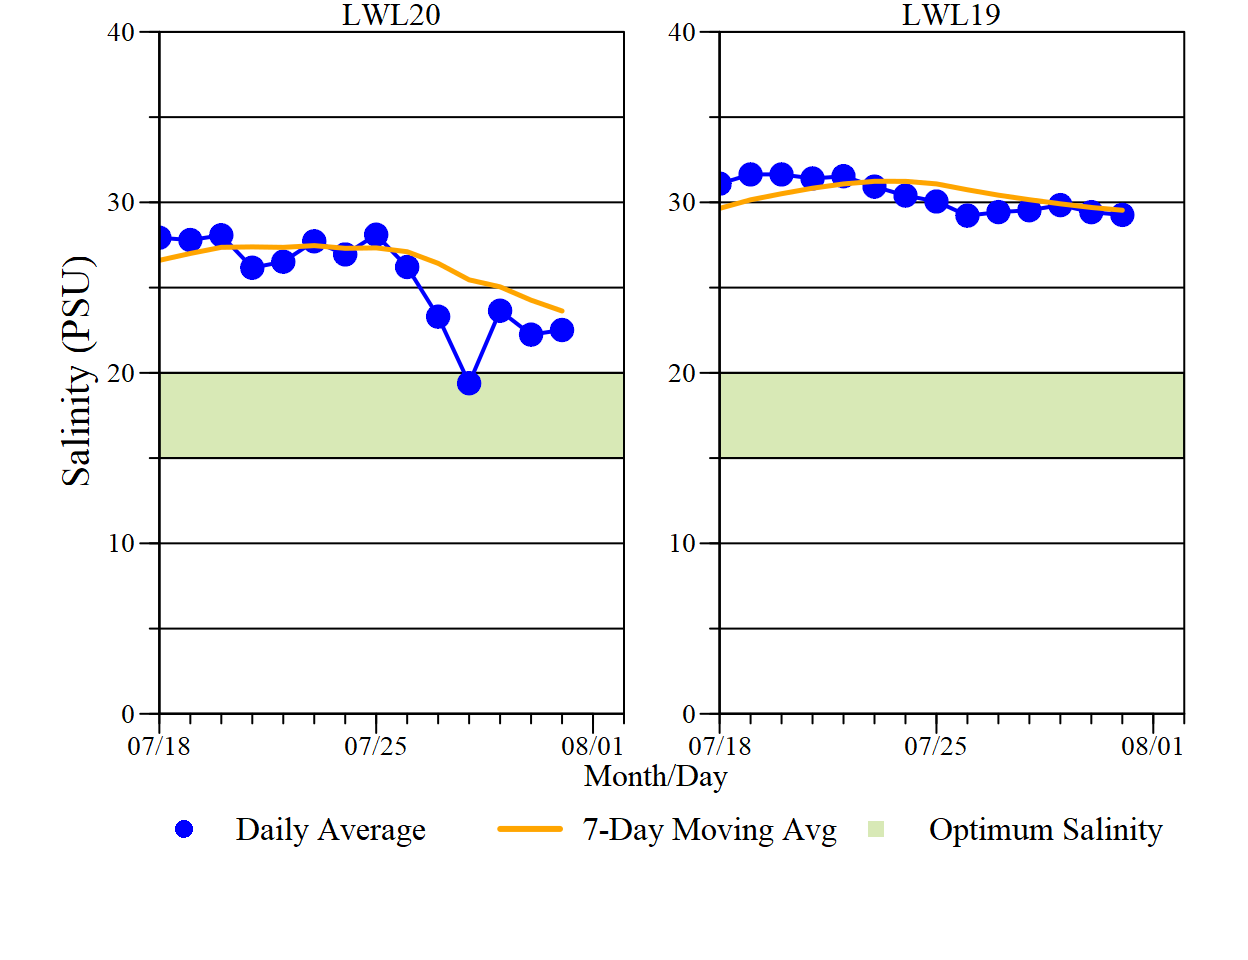 LWL20
LWL19
Salinity (PSU)
40
30
20
10
0
07/18
07/25
08/01
40
30
20
10
0
07/18
07/25
08/01
Month/Day
Daily Average
7-Day Moving Avg
Optimum Salinity